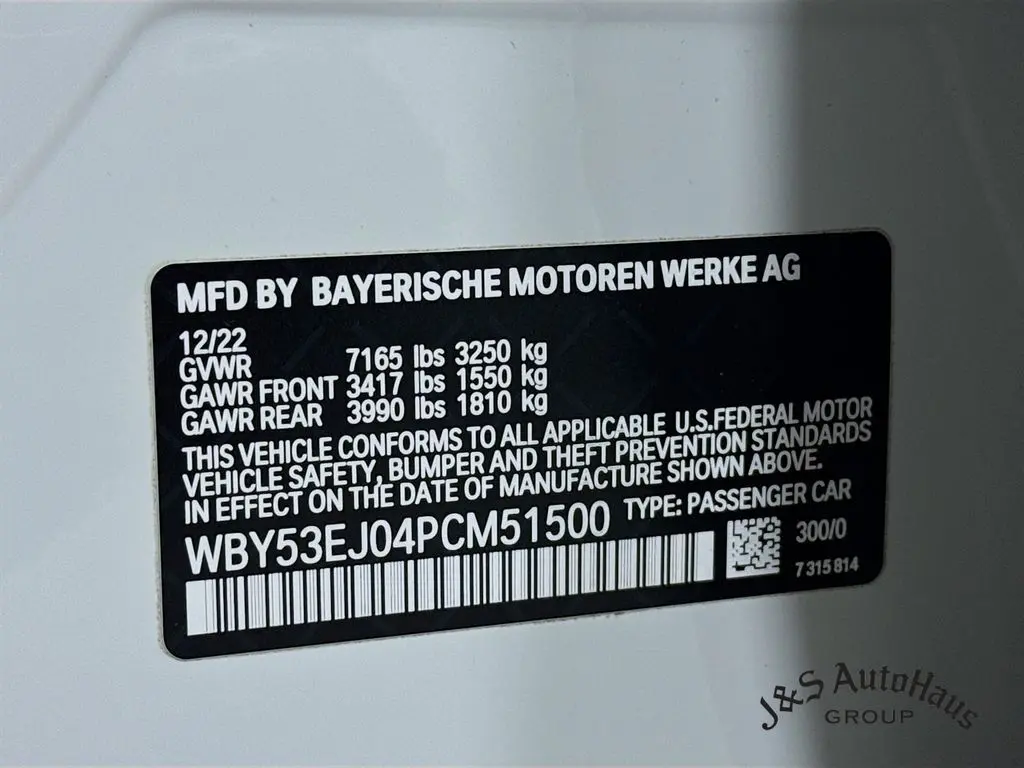 MFD BY BAYERISCHE MOTOREN WERKE AG
12/22
GVWR 7165 lbs 3250 kg
GAWR FRONT 3417 lbs 1550 kg
GAWR REAR 3990 lbs 1810 kg
THIS VEHICLE CONFORMS TO ALL APPLICABLE U.S.FEDERAL MOTOR
VEHICLE SAFETY, BUMPER AND THEFT PREVENTION STANDARDS
IN EFFECT ON THE DATE OF MANUFACTURE SHOWN ABOVE.
WBY53EJ04PCM51500 TYPE: PASSENGER CAR
300/0
7 315 814
J&S AutoHaus
GROUP